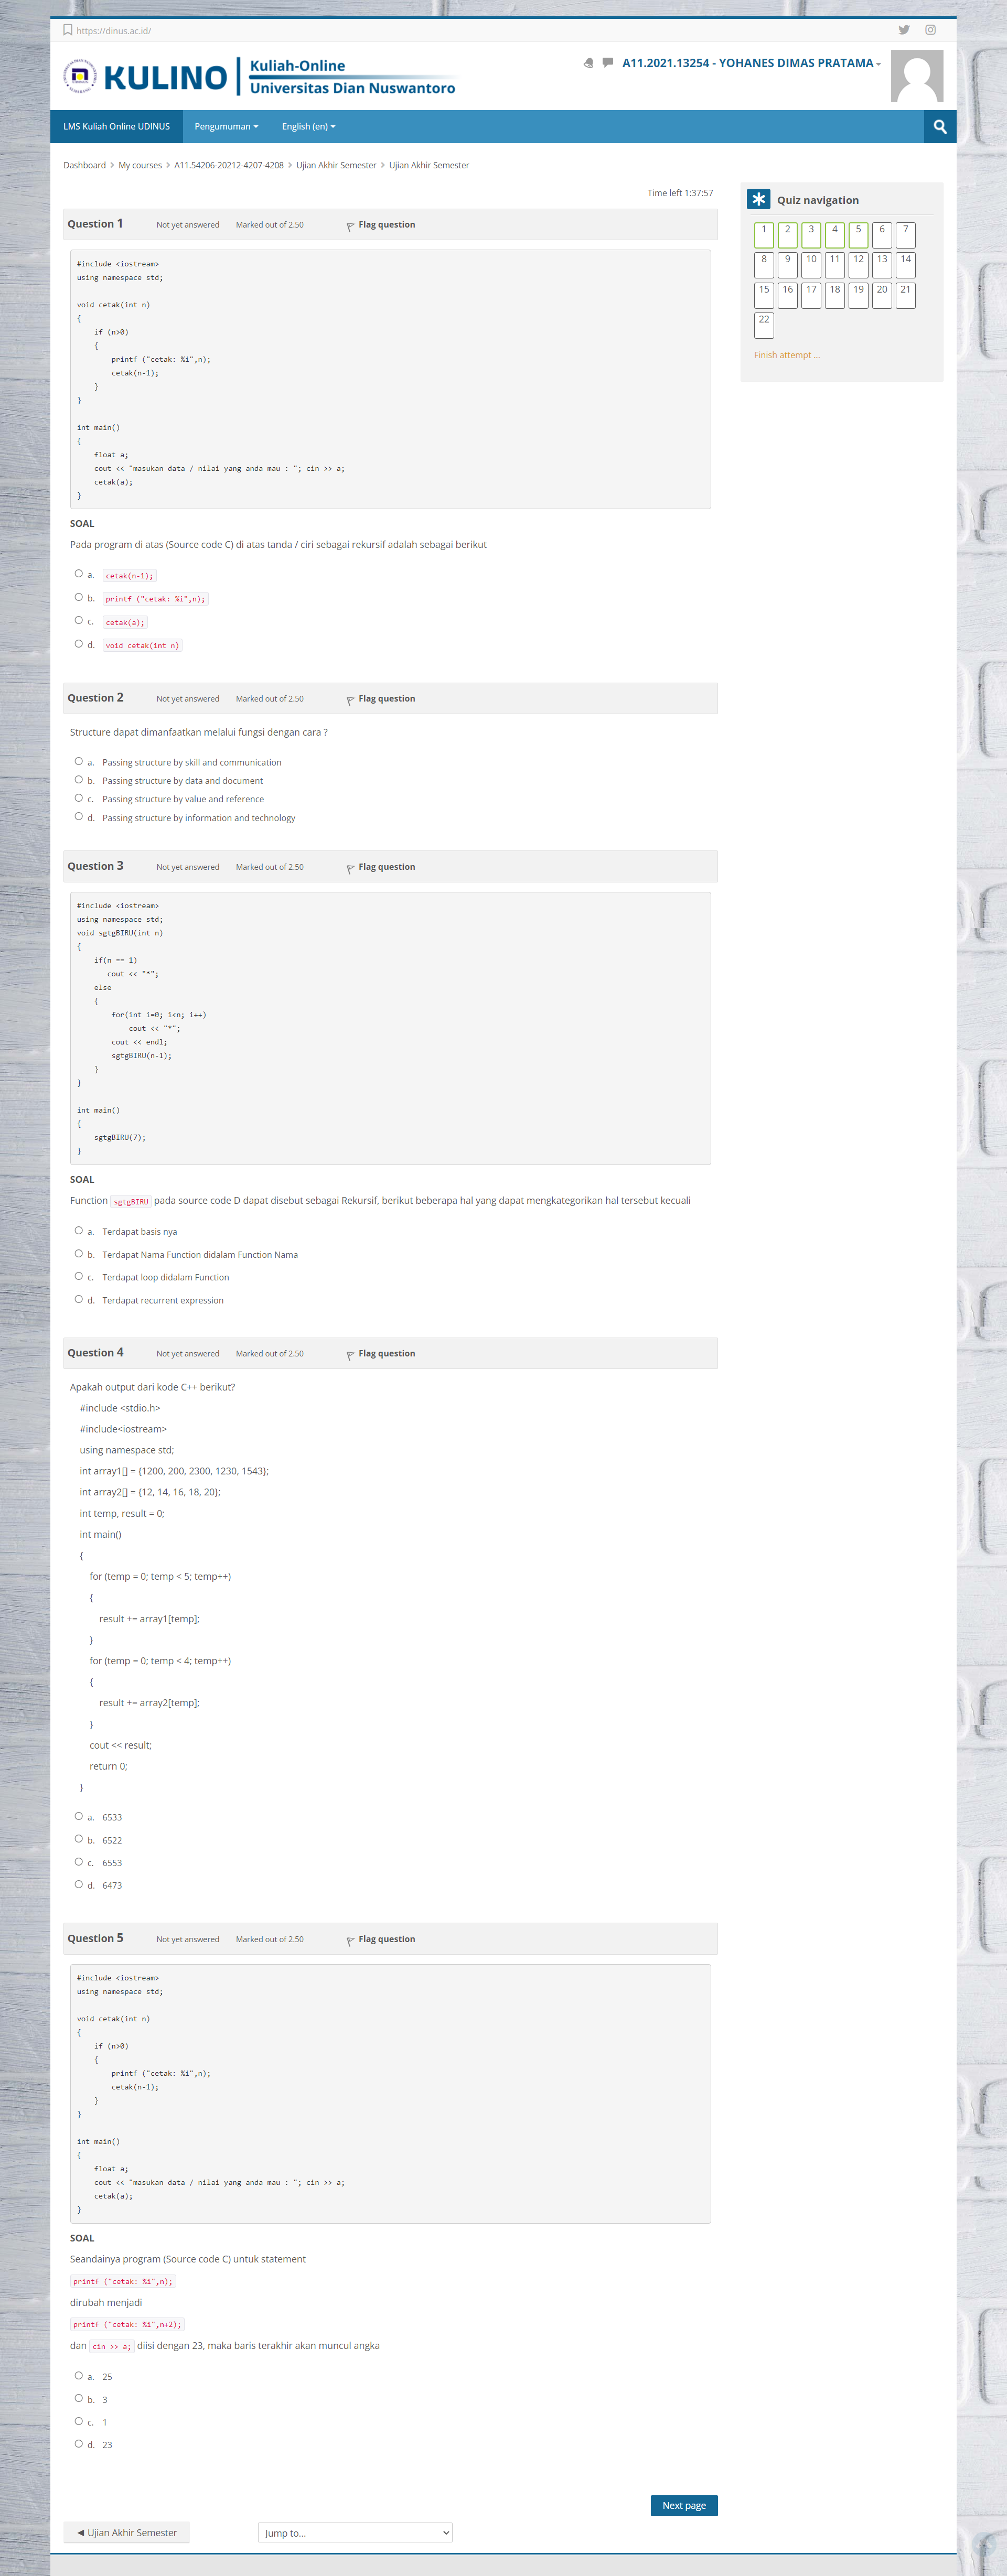 https://dinus.ac.id/
KULINO
Kuliah-Online
Universitas Dian Nuswantoro
A11.2021.13254 - YOHANES DIMAS PRATAMA
LMS Kuliah Online UDINUS Pengumuman English (en)
Dashboard My courses A11.54206-20212-4207-4208 Ujian Akhir Semester Ujian Akhir Semester
Time left 1:37:57
Question 1 Not yet answered Marked out of 2.50 Flag question
#include <iostream>
using namespace std;
void cetak(int n)
{
if (n>0)
{
printf ("cetak: %i",n);
cetak(n-1);
}
}
int main()
{
float a;
cout << "masukan data / nilai yang anda mau : "; cin >> a;
cetak(a);
}
SOAL
Pada program di atas (Source code C) di atas tanda / ciri sebagai rekursif adalah sebagai berikut
a. cetak(n-1);
b. printf ("cetak: %i",n);
c. cetak(a);
d. void cetak(int n)
Question 2 Not yet answered Marked out of 2.50 Flag question
Structure dapat dimanfaatkan melalui fungsi dengan cara ?
a. Passing structure by skill and communication
b. Passing structure by data and document
c. Passing structure by value and reference
d. Passing structure by information and technology
Question 3 Not yet answered Marked out of 2.50 Flag question
#include <iostream>
using namespace std;
void sgtgBIRU(int n)
{
if(n == 1)
cout << "*";
else
{
for(int i=0; i<n; i++)
cout << "*";
cout << endl;
sgtgBIRU(n-1);
}
}
int main()
{
sgtgBIRU(7);
}
SOAL
Function sgtgBIRU pada source code D dapat disebut sebagai Rekursif, berikut beberapa hal yang dapat mengkategorikan hal tersebut kecuali
a. Terdapat basis nya
b. Terdapat Nama Function didalam Function Nama
c. Terdapat loop didalam Function
d. Terdapat recurrent expression
Question 4 Not yet answered Marked out of 2.50 Flag question
Apakah output dari kode C++ berikut?
#include <stdio.h>
#include<iostream>
using namespace std;
int array1[] = {1200, 200, 2300, 1230, 1543};
int array2[] = {12, 14, 16, 18, 20};
int temp, result = 0;
int main()
{
for (temp = 0; temp < 5; temp++)
{
result += array1[temp];
}
for (temp = 0; temp < 4; temp++)
{
result += array2[temp];
}
cout << result;
return 0;
}
a. 6533
b. 6522
c. 6553
d. 6473
Question 5 Not yet answered Marked out of 2.50 Flag question
#include <iostream>
using namespace std;
void cetak(int n)
{
if (n>0)
{
printf ("cetak: %i",n);
cetak(n-1);
}
}
int main()
{
float a;
cout << "masukan data / nilai yang anda mau : "; cin >> a;
cetak(a);
}
SOAL
Seandainya program (Source code C) untuk statement
printf ("cetak: %i",n);
dirubah menjadi
printf ("cetak: %i",n+2);
dan cin >> a; diisi dengan 23, maka baris terakhir akan muncul angka
a. 25
b. 3
c. 1
d. 23
Next page
◄ Ujian Akhir Semester Jump to...
Quiz navigation
1 2 3 4 5 6 7
8 9 10 11 12 13 14
15 16 17 18 19 20 21
22
Finish attempt ...